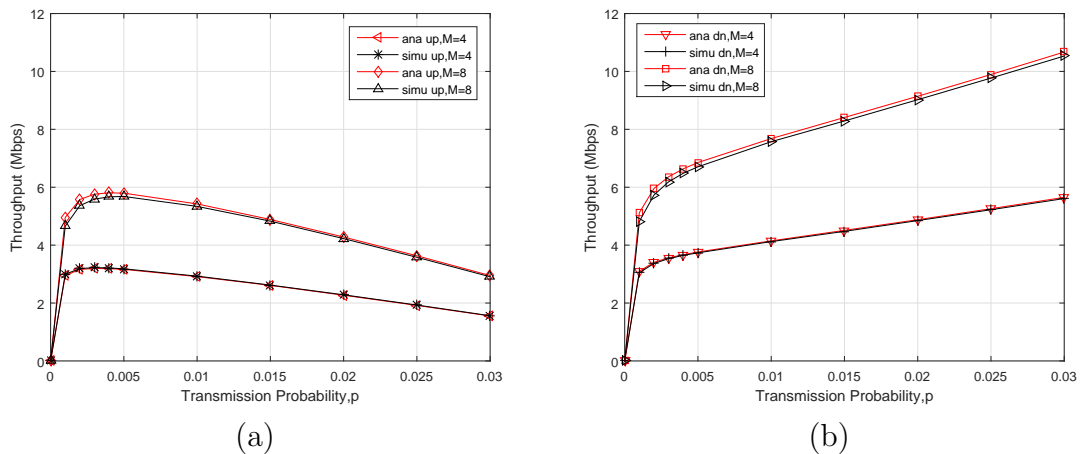 12
10
8
6
4
2
0
Throughput (Mbps)
ana up,M=4
simu up,M=4
ana up,M=8
simu up,M=8
0 0.005 0.01 0.015 0.02 0.025 0.03
Transmission Probability,p
(a)
12
10
8
6
4
2
0
Throughput (Mbps)
ana dn,M=4
simu dn,M=4
ana dn,M=8
simu dn,M=8
0 0.005 0.01 0.015 0.02 0.025 0.03
Transmission Probability,p
(b)